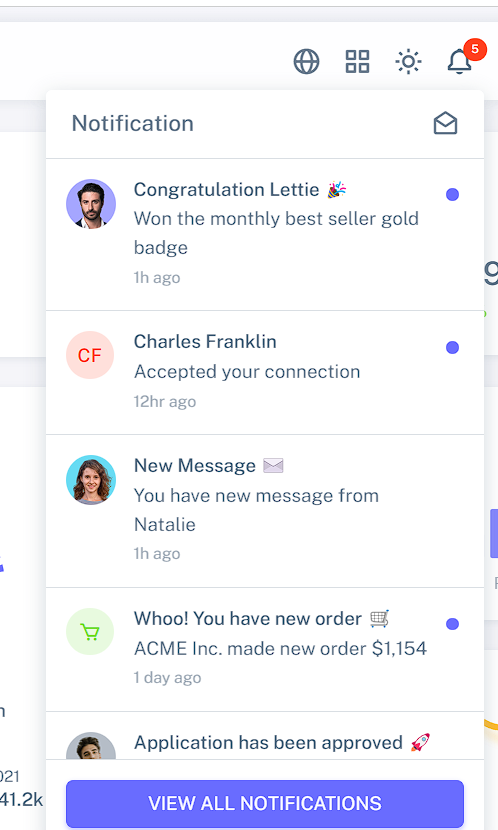 5
Notification
Congratulation Lettie 🎉
Won the monthly best seller gold
badge
1h ago
CF
Charles Franklin
Accepted your connection
12hr ago
New Message ✉️
You have new message from
Natalie
1h ago
Whoo! You have new order 🛒
ACME Inc. made new order $1,154
1 day ago
Application has been approved 🚀
021
41.2k
VIEW ALL NOTIFICATIONS